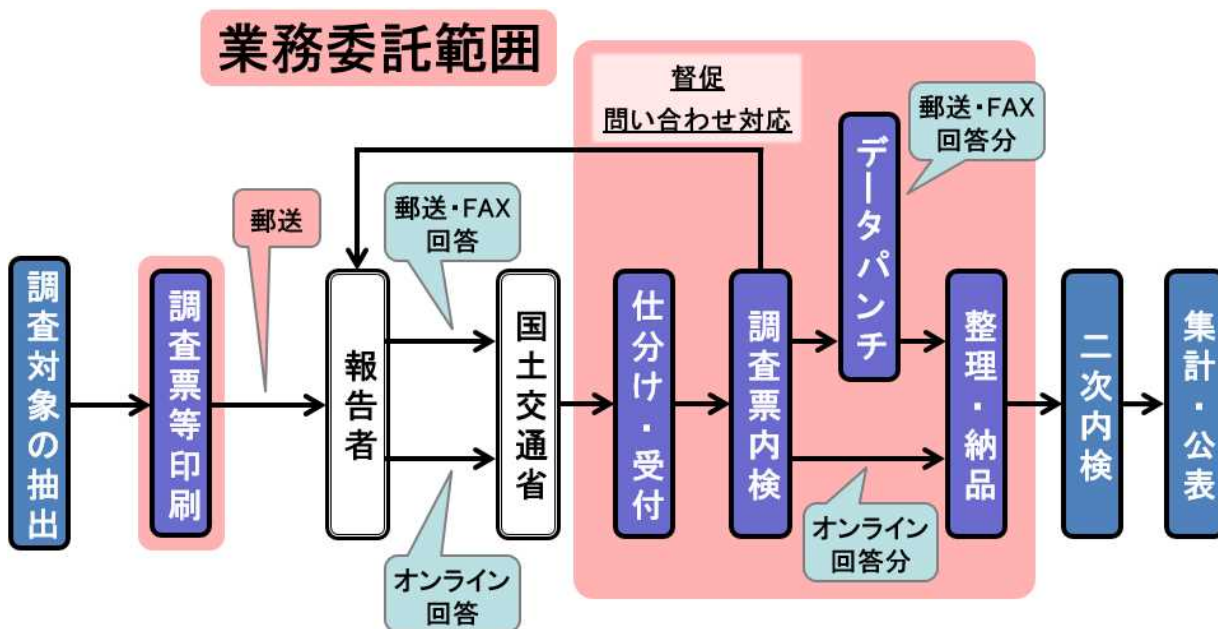 業務委託範囲
督促
問い合わせ対応
郵送・FAX
回答分
郵送
郵送・FAX
回答
調査対象の抽出
調査票等印刷
報告者
国土交通省
仕分け・受付
調査票内検
データパンチ
整理・納品
二次内検
集計・公表
オンライン
回答
オンライン
回答分